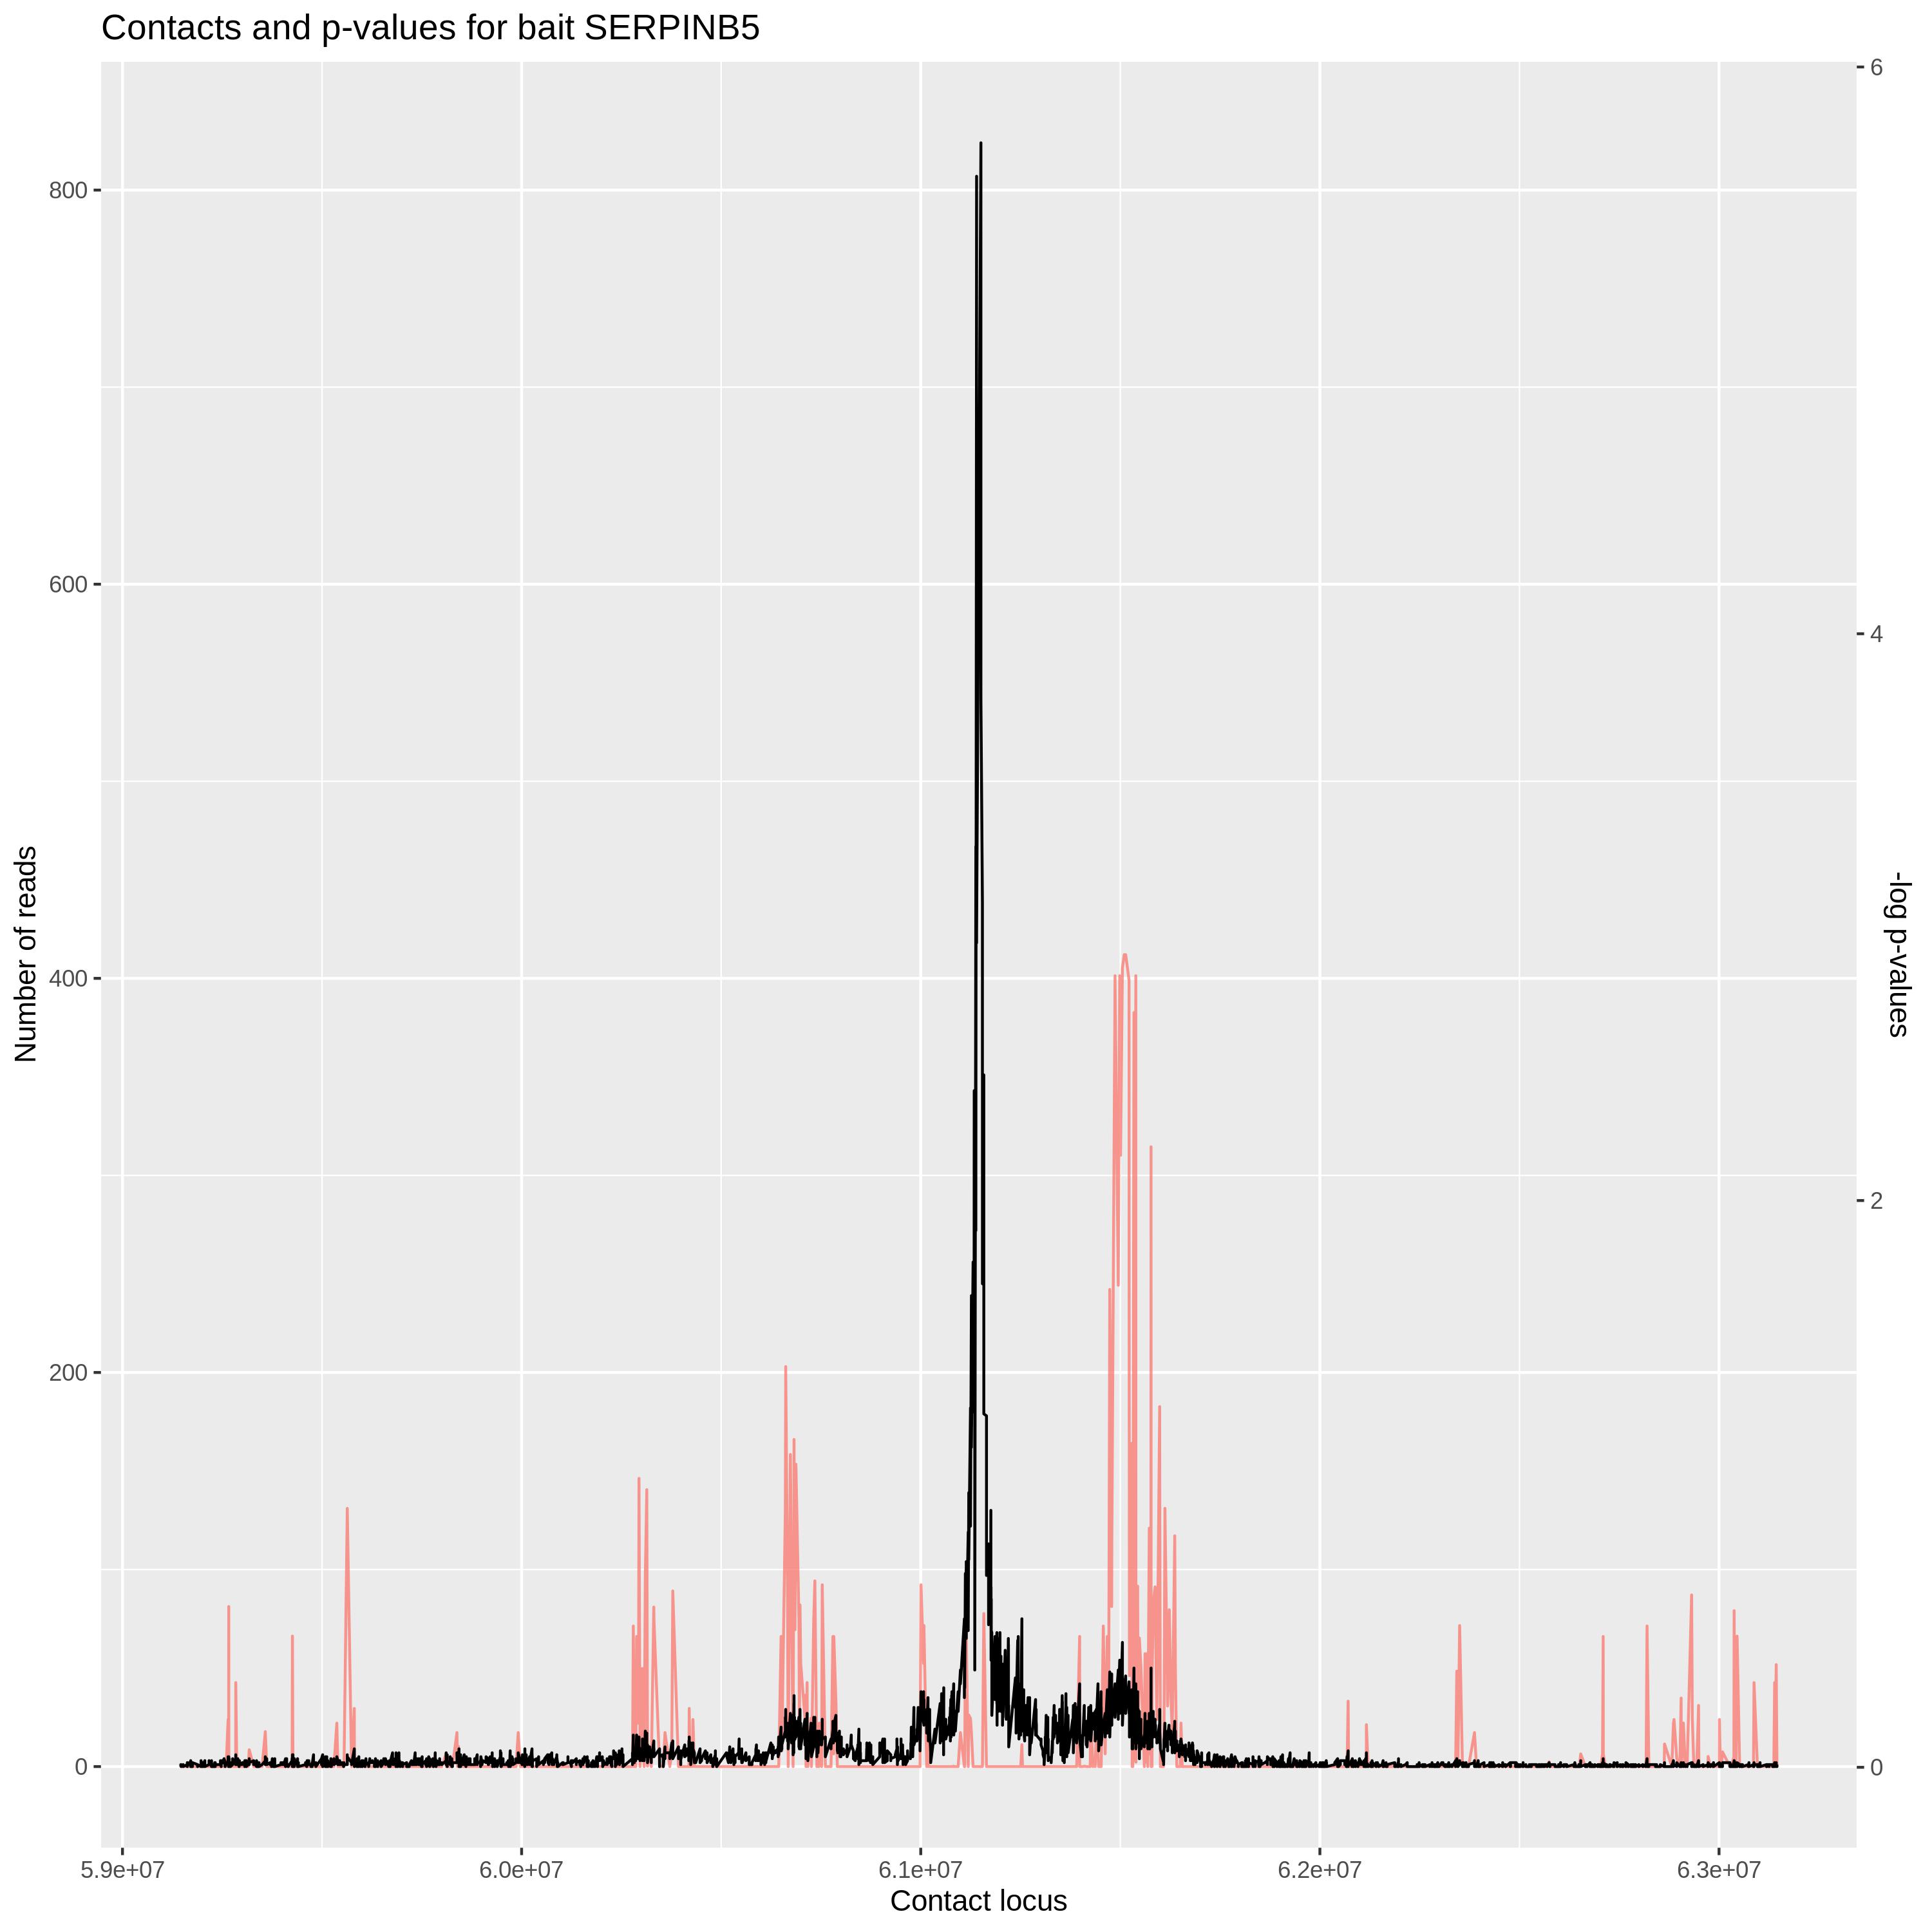 Contacts and p-values for bait SERPINB5
6
800
4
600
Number of reads
-log p-values
400
2
200
0
0
5.9e+07 6.0e+07 6.1e+07 6.2e+07 6.3e+07
Contact locus